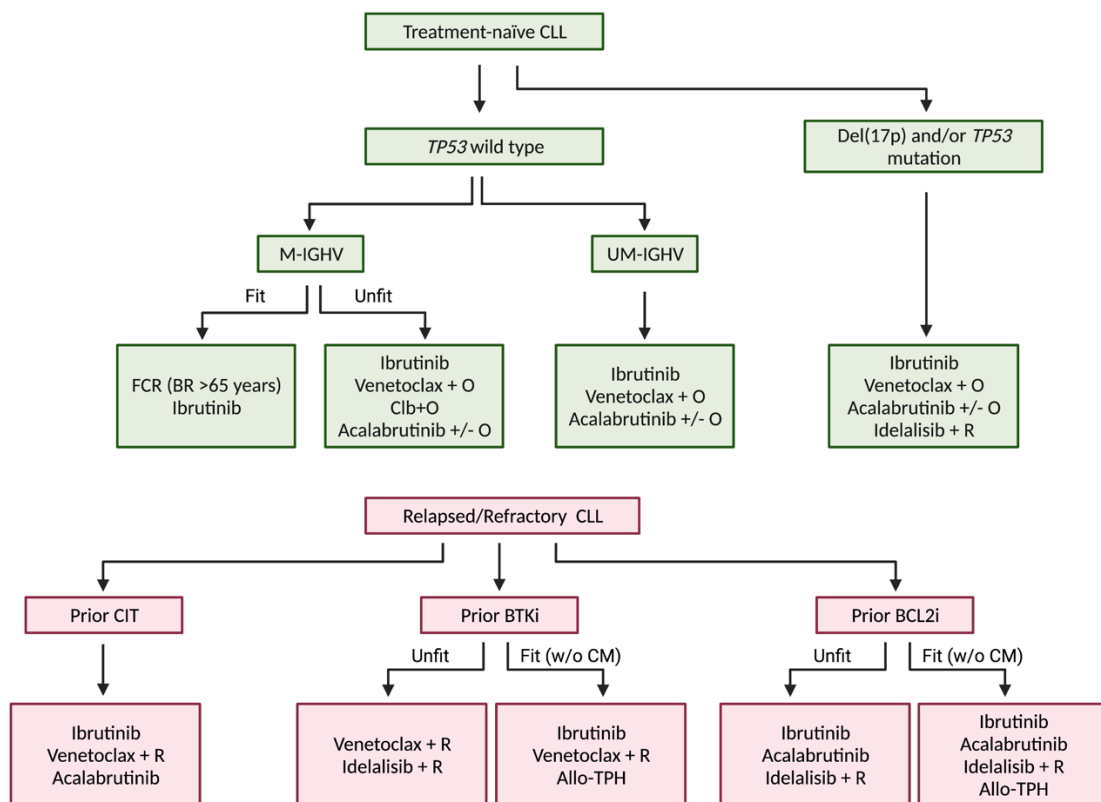 Treatment-naïve CLL
TP53 wild type
Del(17p) and/or TP53
mutation
M-IGHV
UM-IGHV
Fit
Unfit
FCR (BR >65 years)
Ibrutinib
Ibrutinib
Venetoclax + O
Clb+O
Acalabrutinib +/- O
Ibrutinib
Venetoclax + O
Acalabrutinib +/- O
Ibrutinib
Venetoclax + O
Acalabrutinib +/- O
Idelalisib + R
Relapsed/Refractory CLL
Prior CIT
Prior BTKi
Prior BCL2i
Unfit
Fit (w/o CM)
Unfit
Fit (w/o CM)
Ibrutinib
Venetoclax + R
Acalabrutinib
Venetoclax + R
Idelalisib + R
Ibrutinib
Venetoclax + R
Allo-TPH
Ibrutinib
Acalabrutinib
Idelalisib + R
Ibrutinib
Acalabrutinib
Idelalisib + R
Allo-TPH